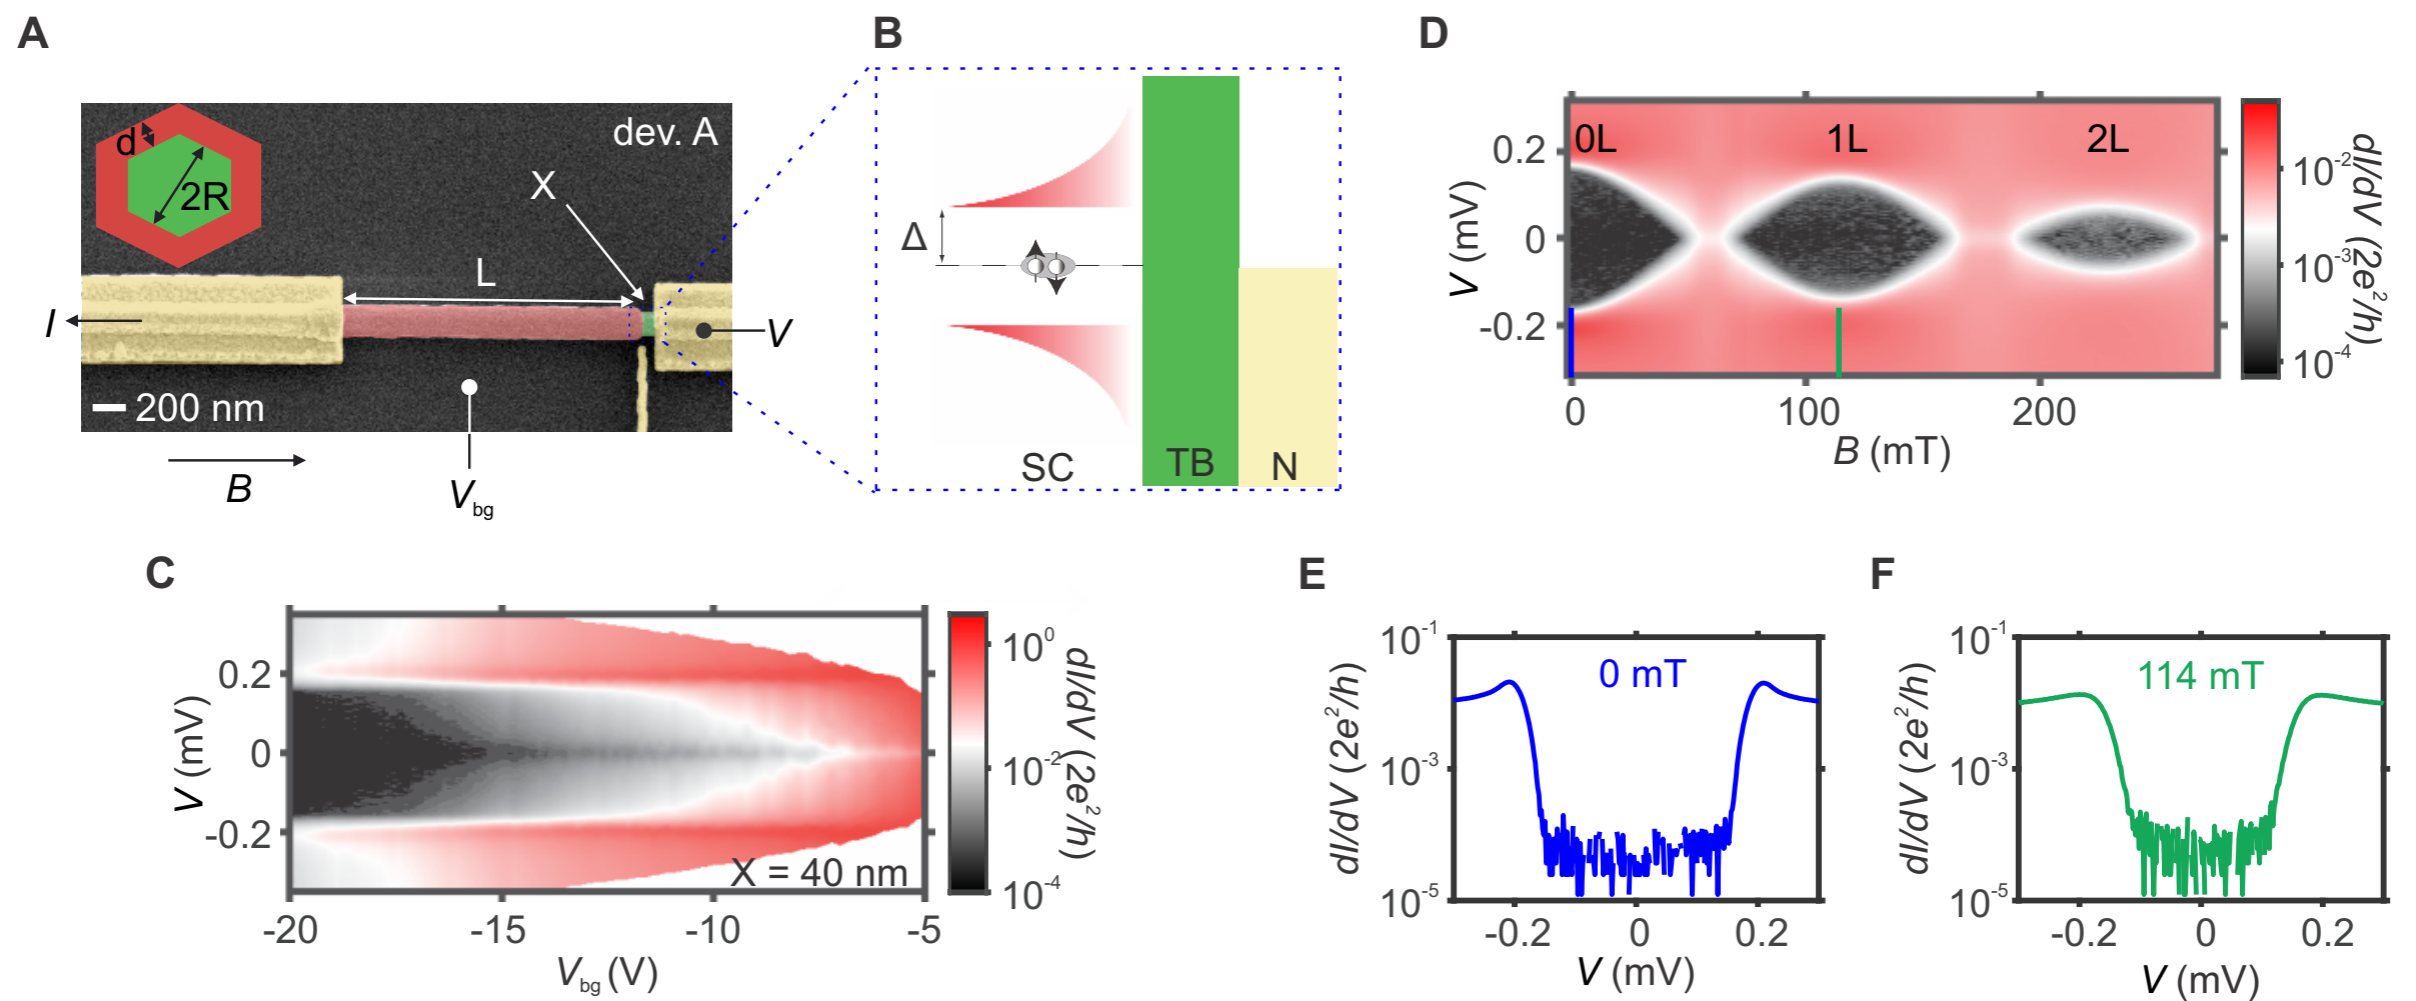 A
d
2R
dev. A
X
L
I
V
200 nm
B
Vbg
B
Δ
SC
TB
N
D
0L
1L
2L
0.2
0
-0.2
V (mV)
0
100
200
B (mT)
10-2
10-3
10-4
dI/dV (2e2/h)
C
0.2
0
-0.2
V (mV)
X = 40 nm
-20
-15
-10
-5
Vbg (V)
100
10-2
10-4
dI/dV (2e2/h)
E
10-1
10-3
10-5
dI/dV (2e2/h)
0 mT
-0.2
0
0.2
V (mV)
F
10-1
10-3
10-5
dI/dV (2e2/h)
114 mT
-0.2
0
0.2
V (mV)